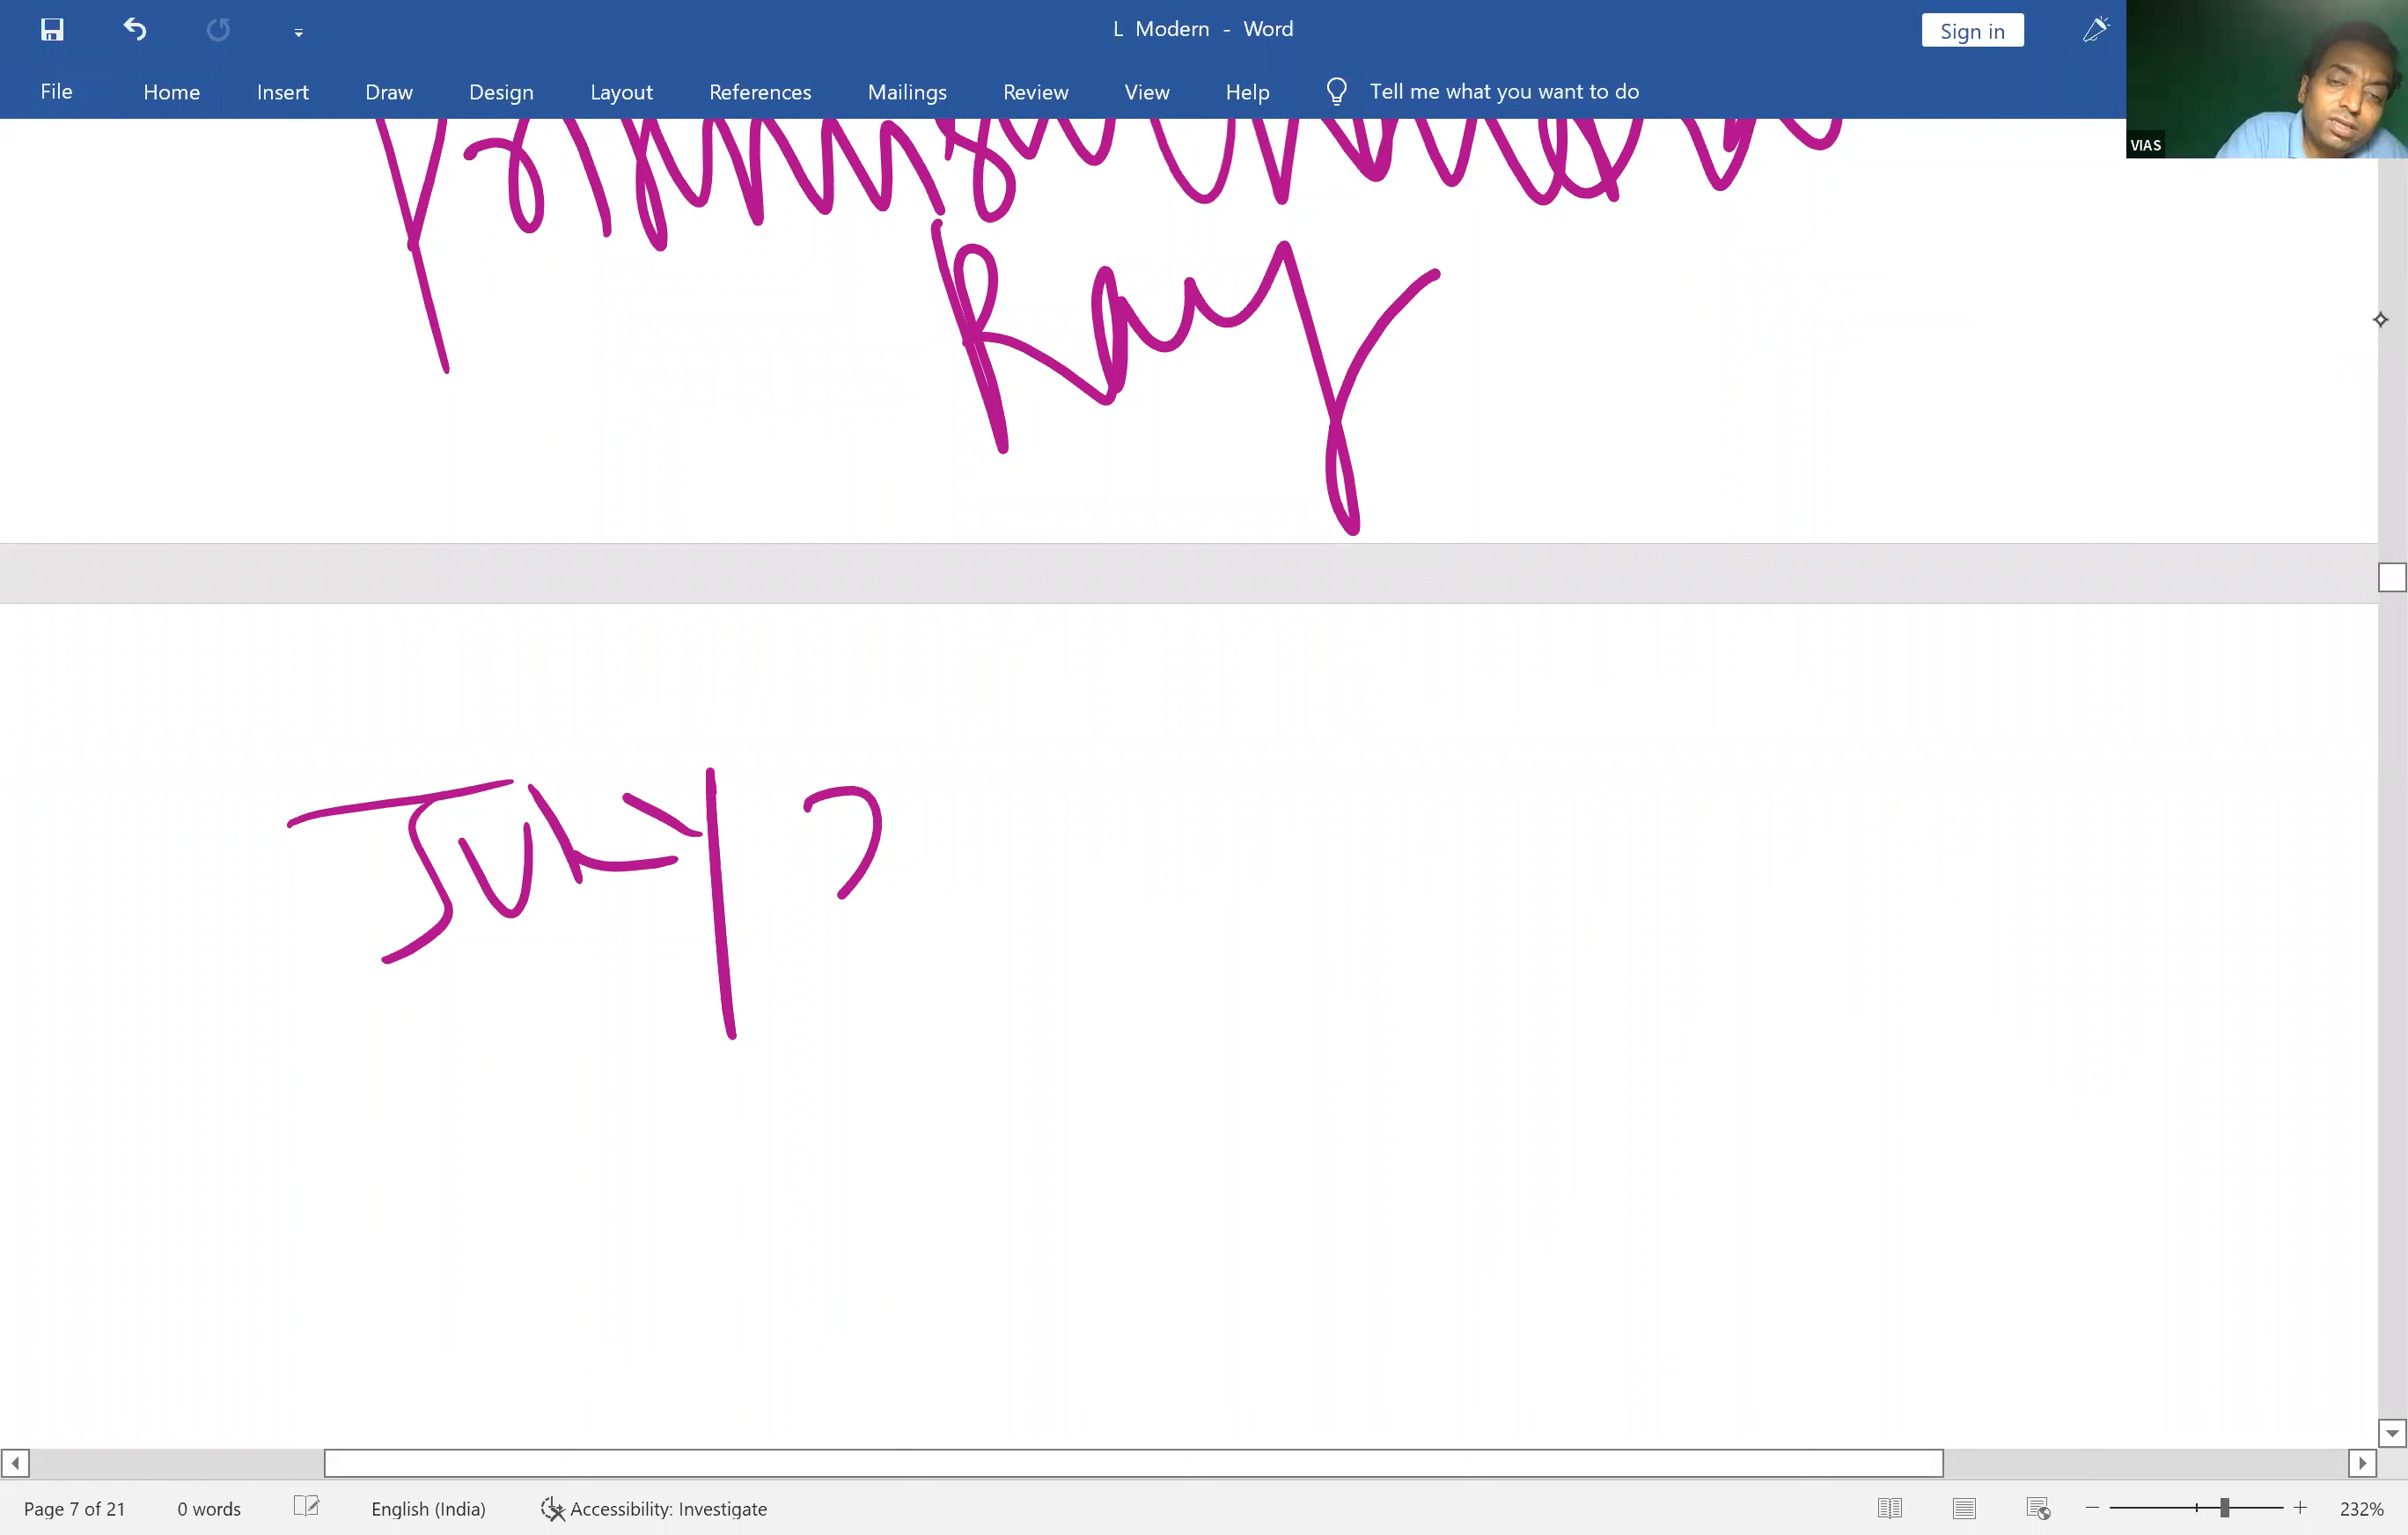 L Modern - Word
Sign in
File Home Insert Draw Design Layout References Mailings Review View Help Tell me what you want to do
VIAS
Ray
JULY
Page 7 of 21 0 words English (India) Accessibility: Investigate 232%